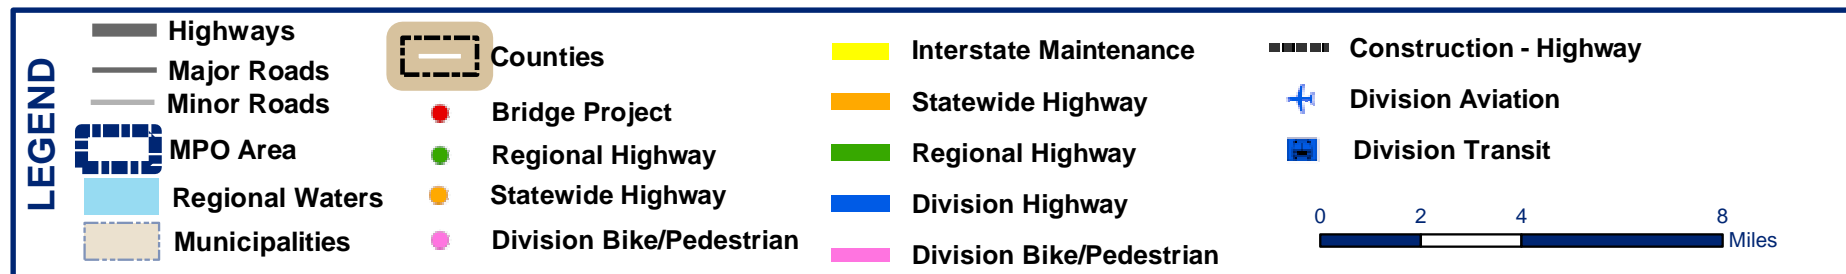 LEGEND
Highways
Major Roads
Minor Roads
MPO Area
Regional Waters
Municipalities
Counties
Bridge Project
Regional Highway
Statewide Highway
Division Bike/Pedestrian
Interstate Maintenance
Statewide Highway
Regional Highway
Division Highway
Division Bike/Pedestrian
Construction - Highway
Division Aviation
Division Transit
0 2 4 8
Miles